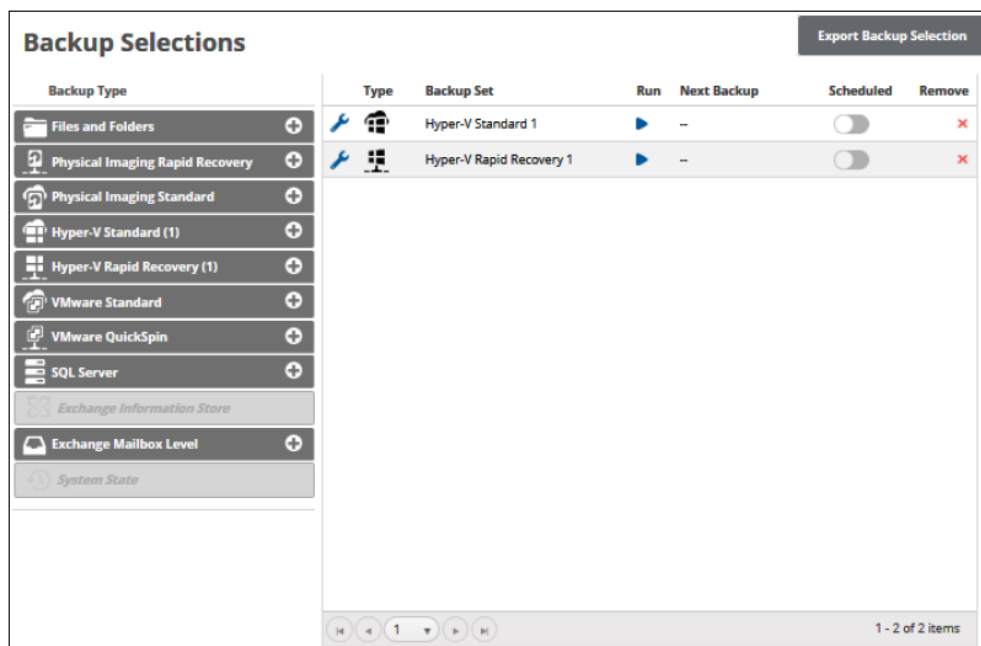 Backup Selections
Export Backup Selection
Backup Type
Type Backup Set Run Next Backup Scheduled Remove
Files and Folders
Physical Imaging Rapid Recovery
Physical Imaging Standard
Hyper-V Standard (1)
Hyper-V Rapid Recovery (1)
VMware Standard
VMware QuickSpin
SQL Server
Exchange Information Store
Exchange Mailbox Level
System State
Hyper-V Standard 1 --
Hyper-V Rapid Recovery 1 --
1
1 - 2 of 2 items